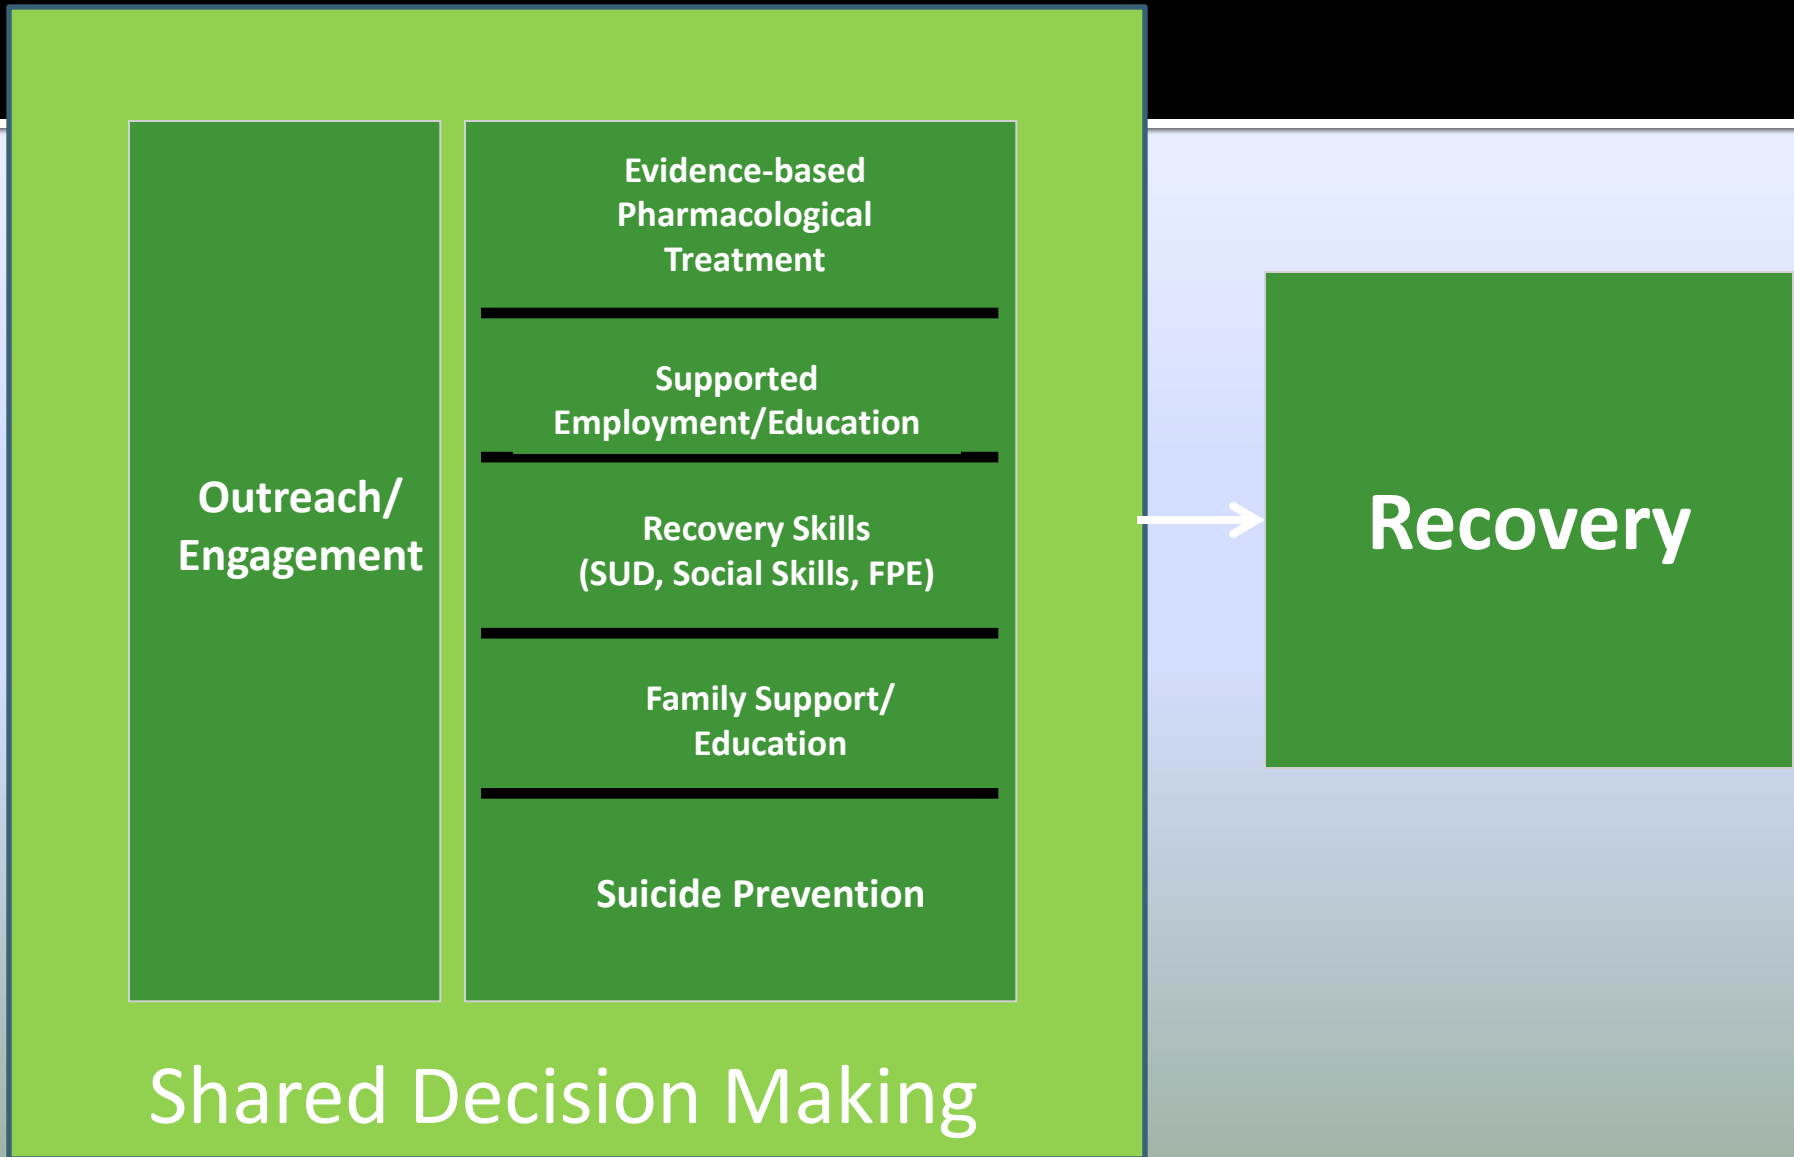 Outreach/
Engagement
Evidence-based
Pharmacological
Treatment
Supported
Employment/Education
Recovery Skills
(SUD, Social Skills, FPE)
Family Support/
Education
Suicide Prevention
Shared Decision Making
Recovery